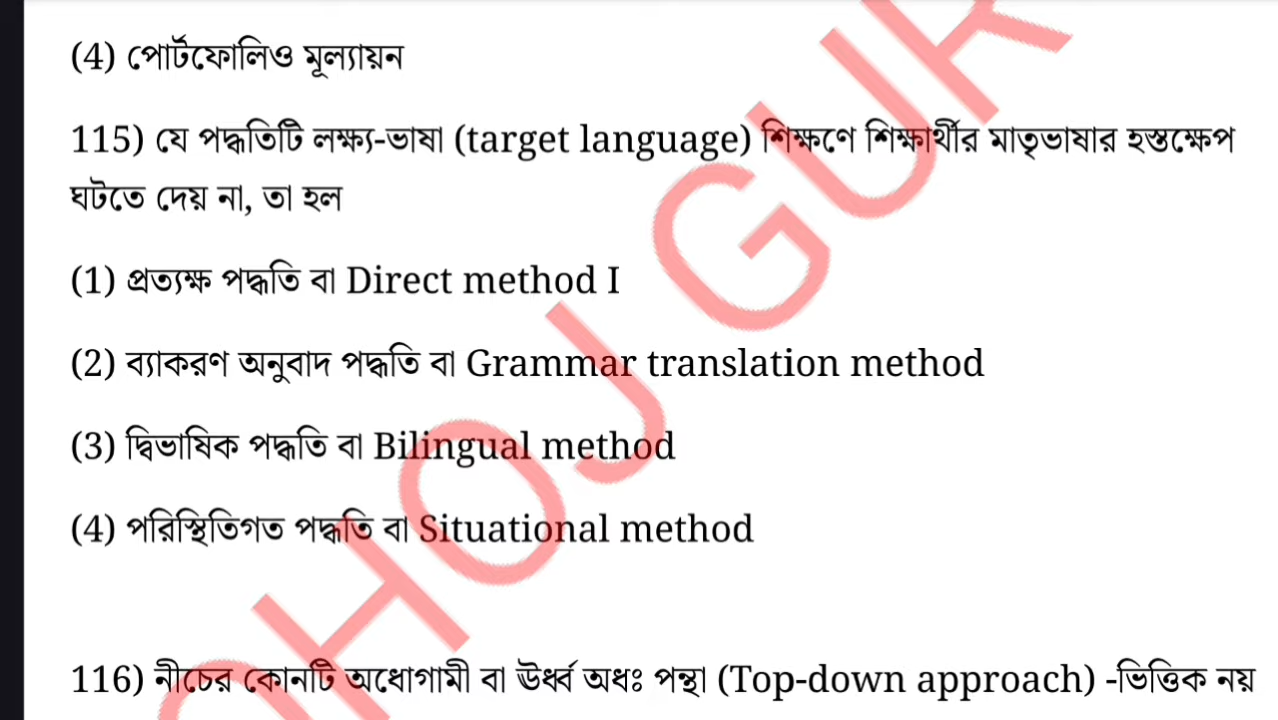 (4) পোর্টফোলিও মূল্যায়ন
115) যে পদ্ধতিটি লক্ষ্য-ভাষা (target language) শিক্ষণে শিক্ষার্থীর মাতৃভাষার হস্তক্ষেপ
ঘটতে দেয় না, তা হল
(1) প্রত্যক্ষ পদ্ধতি বা Direct method I
(2) ব্যাকরণ অনুবাদ পদ্ধতি বা Grammar translation method
(3) দ্বিভাষিক পদ্ধতি বা Bilingual method
(4) পরিস্থিতিগত পদ্ধতি বা Situational method
116) নীচের কোনটি অধোগামী বা ঊর্ধ্ব অধঃ পন্থা (Top-down approach) -ভিত্তিক নয়
OHOJ GUR